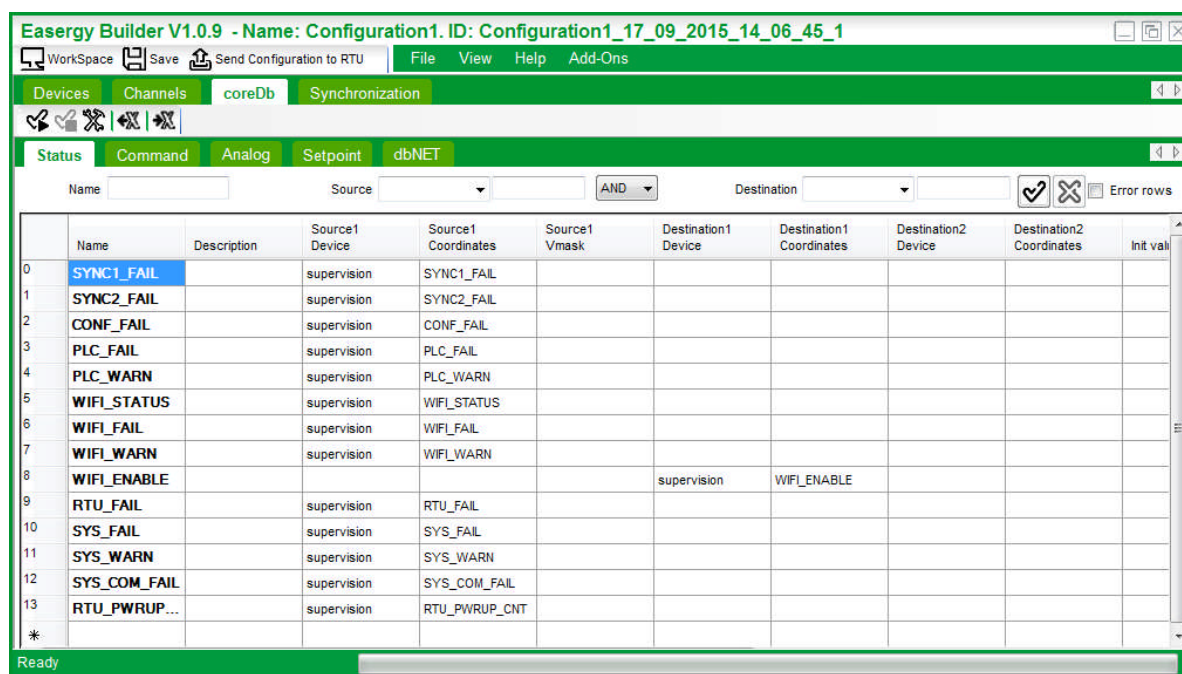 Easergy Builder V1.0.9 - Name: Configuration1. ID: Configuration1_17_09_2015_14_06_45_1
WorkSpace Save Send Configuration to RTU File View Help Add-Ons
Devices Channels coreDb Synchronization
Status Command Analog Setpoint dbNET
Name Source AND Destination Error rows
Name Description Source1 Device Source1 Coordinates Source1 Vmask Destination1 Device Destination1 Coordinates Destination2 Device Destination2 Coordinates Init valu
0 SYNC1_FAIL supervision SYNC1_FAIL
1 SYNC2_FAIL supervision SYNC2_FAIL
2 CONF_FAIL supervision CONF_FAIL
3 PLC_FAIL supervision PLC_FAIL
4 PLC_WARN supervision PLC_WARN
5 WIFI_STATUS supervision WIFI_STATUS
6 WIFI_FAIL supervision WIFI_FAIL
7 WIFI_WARN supervision WIFI_WARN
8 WIFI_ENABLE supervision WIFI_ENABLE
9 RTU_FAIL supervision RTU_FAIL
10 SYS_FAIL supervision SYS_FAIL
11 SYS_WARN supervision SYS_WARN
12 SYS_COM_FAIL supervision SYS_COM_FAIL
13 RTU_PWRUP... supervision RTU_PWRUP_CNT
*
Ready